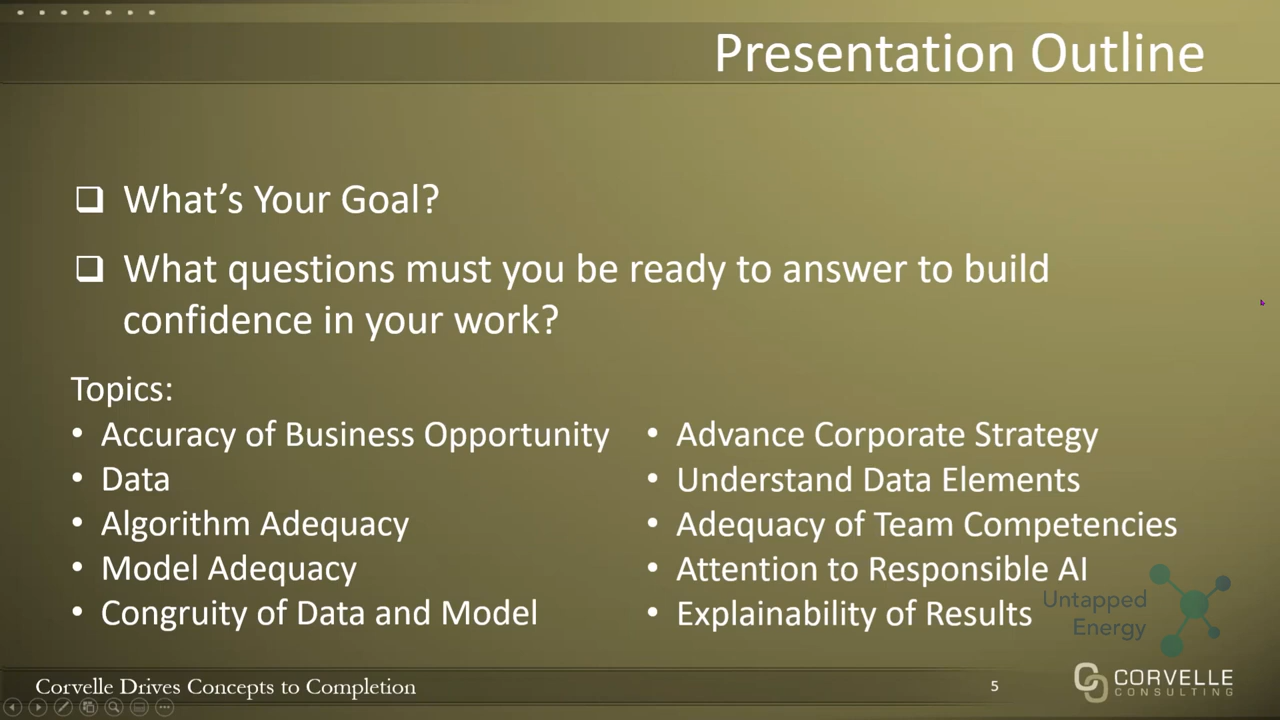 Presentation Outline
❑ What's Your Goal?
❑ What questions must you be ready to answer to build
confidence in your work?
Topics:
• Accuracy of Business Opportunity
• Data
• Algorithm Adequacy
• Model Adequacy
• Congruity of Data and Model
• Advance Corporate Strategy
• Understand Data Elements
• Adequacy of Team Competencies
• Attention to Responsible AI
• Explainability of Results
Untapped
Energy
Corvelle Drives Concepts to Completion
5
CORVELLE
CONSULTING